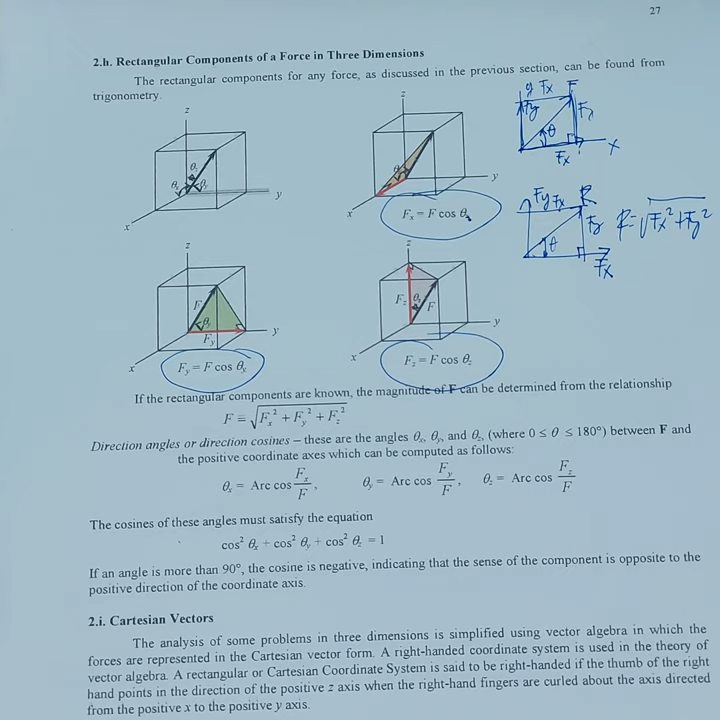 27
2.h. Rectangular Components of a Force in Three Dimensions
The rectangular components for any force, as discussed in the previous section, can be found from
trigonometry.
z
y
x
θz
θx
θy
z
y
x
Fx = F cos θx
y Fx F
Fy
Fy
θ
Fx
x
Fy Fx R
Fy
θ
Fx
R = √Fx² + Fy²
z
y
x
F
θy
Fy
Fy = F cos θy
z
y
x
Fz
θz
F
Fz = F cos θz
If the rectangular components are known, the magnitude of F can be determined from the relationship
F = √Fx² + Fy² + Fz²
Direction angles or direction cosines – these are the angles θx, θy, and θz, (where 0 ≤ θ ≤ 180°) between F and
the positive coordinate axes which can be computed as follows:
θx = Arc cos Fx/F, θy = Arc cos Fy/F, θz = Arc cos Fz/F
The cosines of these angles must satisfy the equation
cos² θx + cos² θy + cos² θz = 1
If an angle is more than 90°, the cosine is negative, indicating that the sense of the component is opposite to the
positive direction of the coordinate axis.
2.i. Cartesian Vectors
The analysis of some problems in three dimensions is simplified using vector algebra in which the
forces are represented in the Cartesian vector form. A right-handed coordinate system is used in the theory of
vector algebra. A rectangular or Cartesian Coordinate System is said to be right-handed if the thumb of the right
hand points in the direction of the positive z axis when the right-hand fingers are curled about the axis directed
from the positive x to the positive y axis.